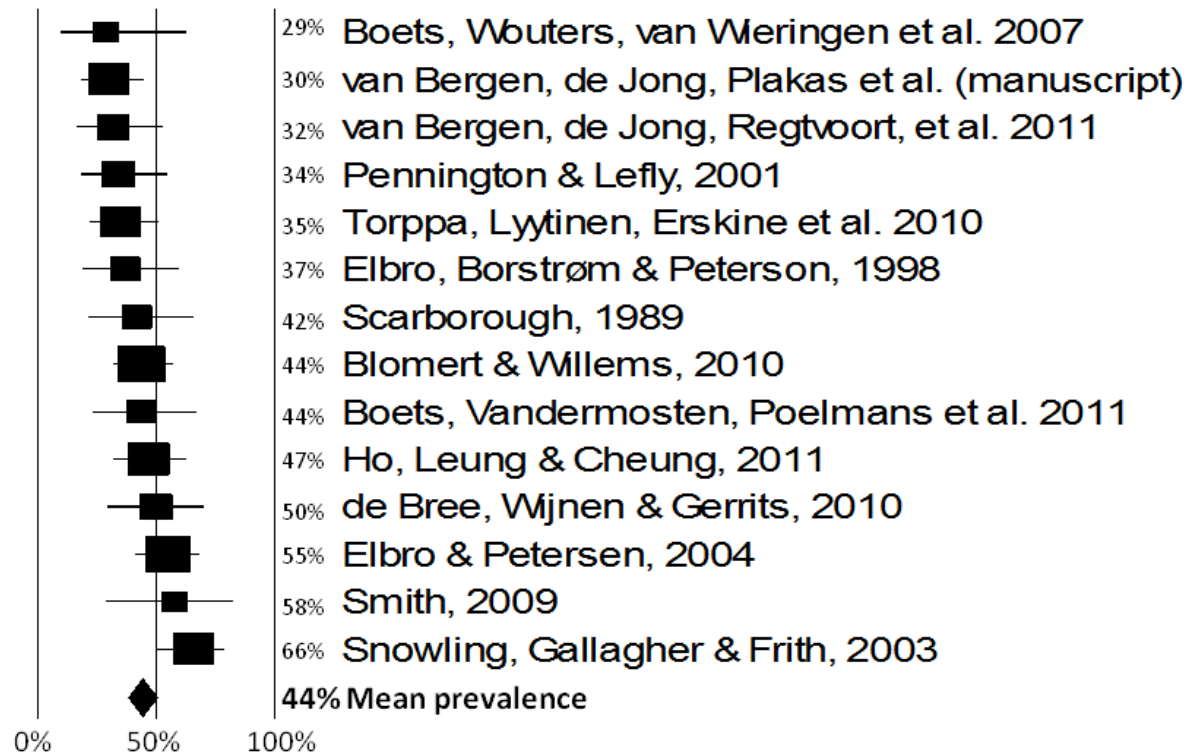 29% Boets, Wouters, van Wieringen et al. 2007
30% van Bergen, de Jong, Plakas et al. (manuscript)
32% van Bergen, de Jong, Regtvoort, et al. 2011
34% Pennington & Lefly, 2001
35% Torppa, Lyytinen, Erskine et al. 2010
37% Elbro, Borstrøm & Peterson, 1998
42% Scarborough, 1989
44% Blomert & Willems, 2010
44% Boets, Vandermosten, Poelmans et al. 2011
47% Ho, Leung & Cheung, 2011
50% de Bree, Wijnen & Gerrits, 2010
55% Elbro & Petersen, 2004
58% Smith, 2009
66% Snowling, Gallagher & Frith, 2003
44% Mean prevalence
0% 50% 100%